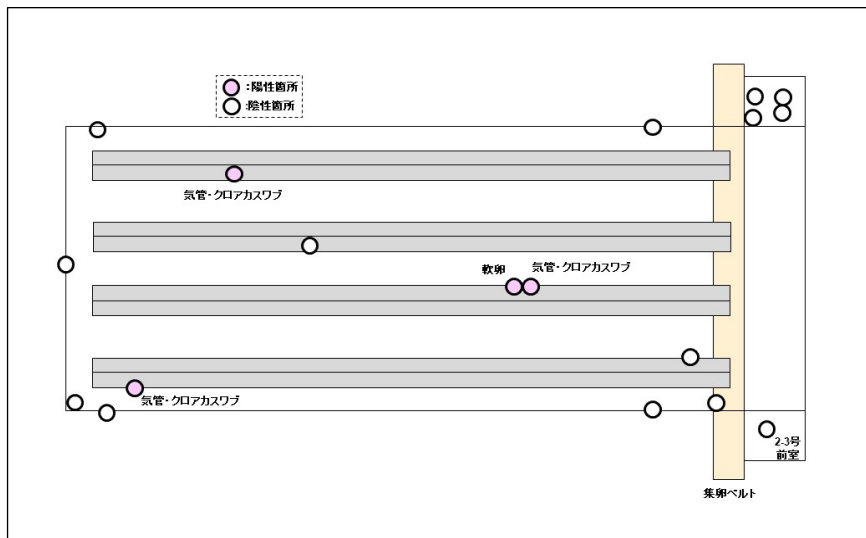 :陽性箇所
:陰性箇所
気管・クロアカスワブ
軟卵
気管・クロアカスワブ
気管・クロアカスワブ
2-3号
前室
集卵ベルト